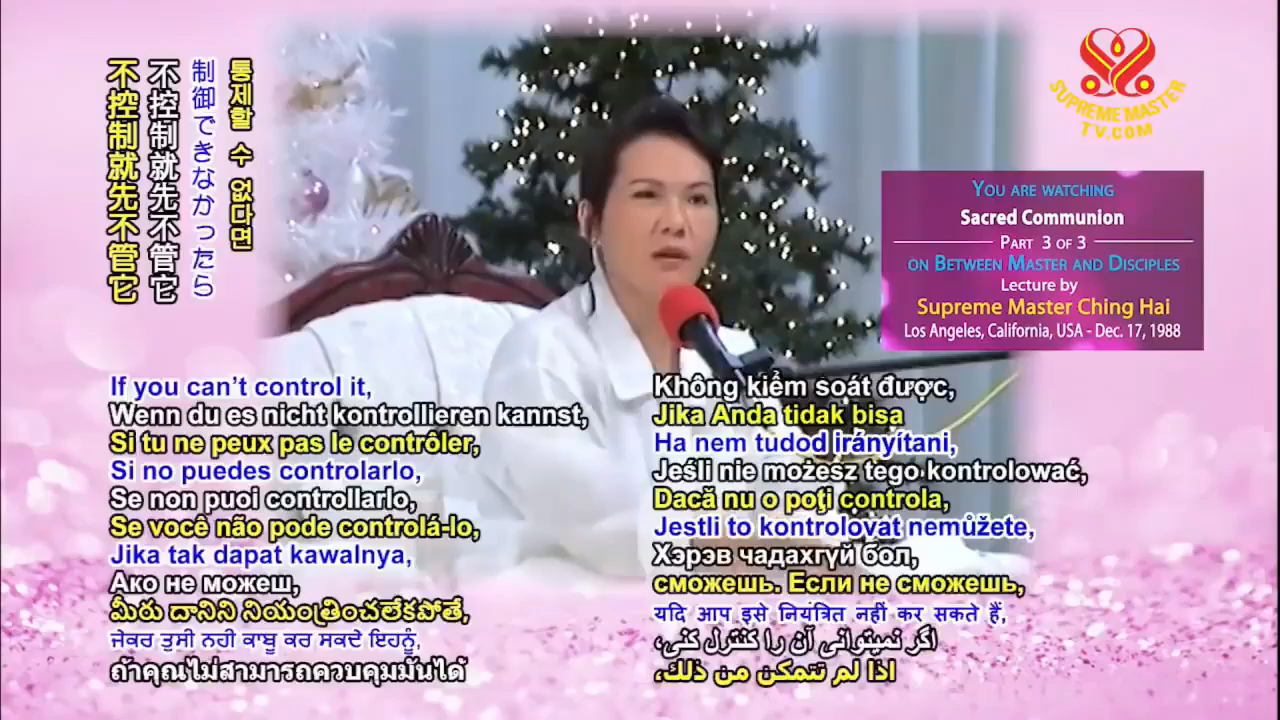 통제할 수 없다면
制御できなかったら
不控制就先不管它
不控制就先不管它
SUPREME MASTER
TV.COM
You are watching
Sacred Communion
Part 3 of 3
on Between Master and Disciples
Lecture by
Supreme Master Ching Hai
Los Angeles, California, USA - Dec. 17, 1988
If you can't control it,
Wenn du es nicht kontrollieren kannst,
Si tu ne peux pas le contrôler,
Si no puedes controlarlo,
Se non puoi controllarlo,
Se você não pode controlá-lo,
Jika tak dapat kawalnya,
Ако не можеш,
మీరు దానిని నియంత్రించలేకపోతే,
ਜੇਕਰ ਤੁਸੀ ਨਹੀ ਕਾਬੂ ਕਰ ਸਕਦੇ ਇਹਨੂੰ,
ถ้าคุณไม่สามารถควบคุมมันได้
Không kiểm soát được,
Jika Anda tidak bisa
Ha nem tudod irányítani,
Jeśli nie możesz tego kontrolować,
Dacă nu o poţi controla,
Jestli to kontrolovat nemůžete,
Хэрэв чадахгүй бол,
сможешь. Если не сможешь,
यदि आप इसे नियंत्रित नहीं कर सकते हैं,
اگر نمیتوانی آن را کنترل کنی،
اذا لم تتمكن من ذلك،